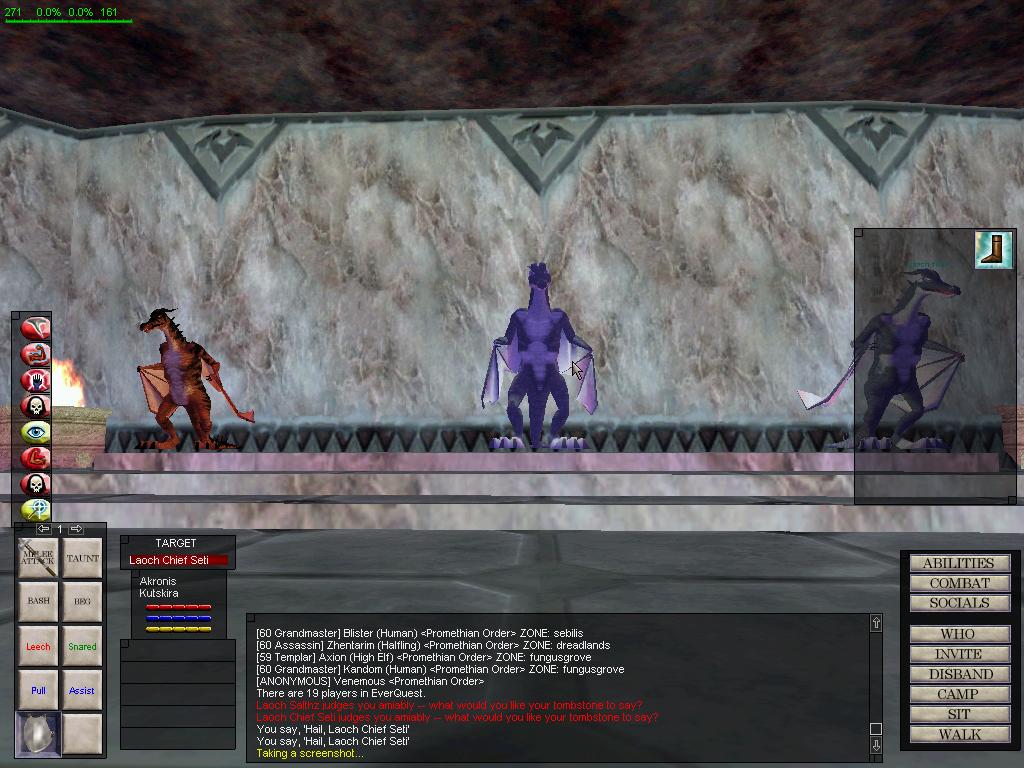 271 0.0% 0.0% 161
1
MELEE ATTACK
TAUNT
BASH
BEG
Leech
Snared
Pull
Assist
TARGET
Laoch Chief Seti
Akronis
Kutskira
[60 Grandmaster] Blister (Human) <Promethian Order> ZONE: sebilis
[60 Assassin] Zhentarim (Halfling) <Promethian Order> ZONE: dreadlands
[59 Templar] Axion (High Elf) <Promethian Order> ZONE: fungusgrove
[60 Grandmaster] Kandom (Human) <Promethian Order> ZONE: fungusgrove
[ANONYMOUS] Venemous <Promethian Order>
There are 19 players in EverQuest.
Laoch Salthz judges you amiably -- what would you like your tombstone to say?
Laoch Chief Seti judges you amiably -- what would you like your tombstone to say?
You say, 'Hail, Laoch Chief Seti'
You say, 'Hail, Laoch Chief Seti'
Taking a screenshot...
ABILITIES
COMBAT
SOCIALS
WHO
INVITE
DISBAND
CAMP
SIT
WALK